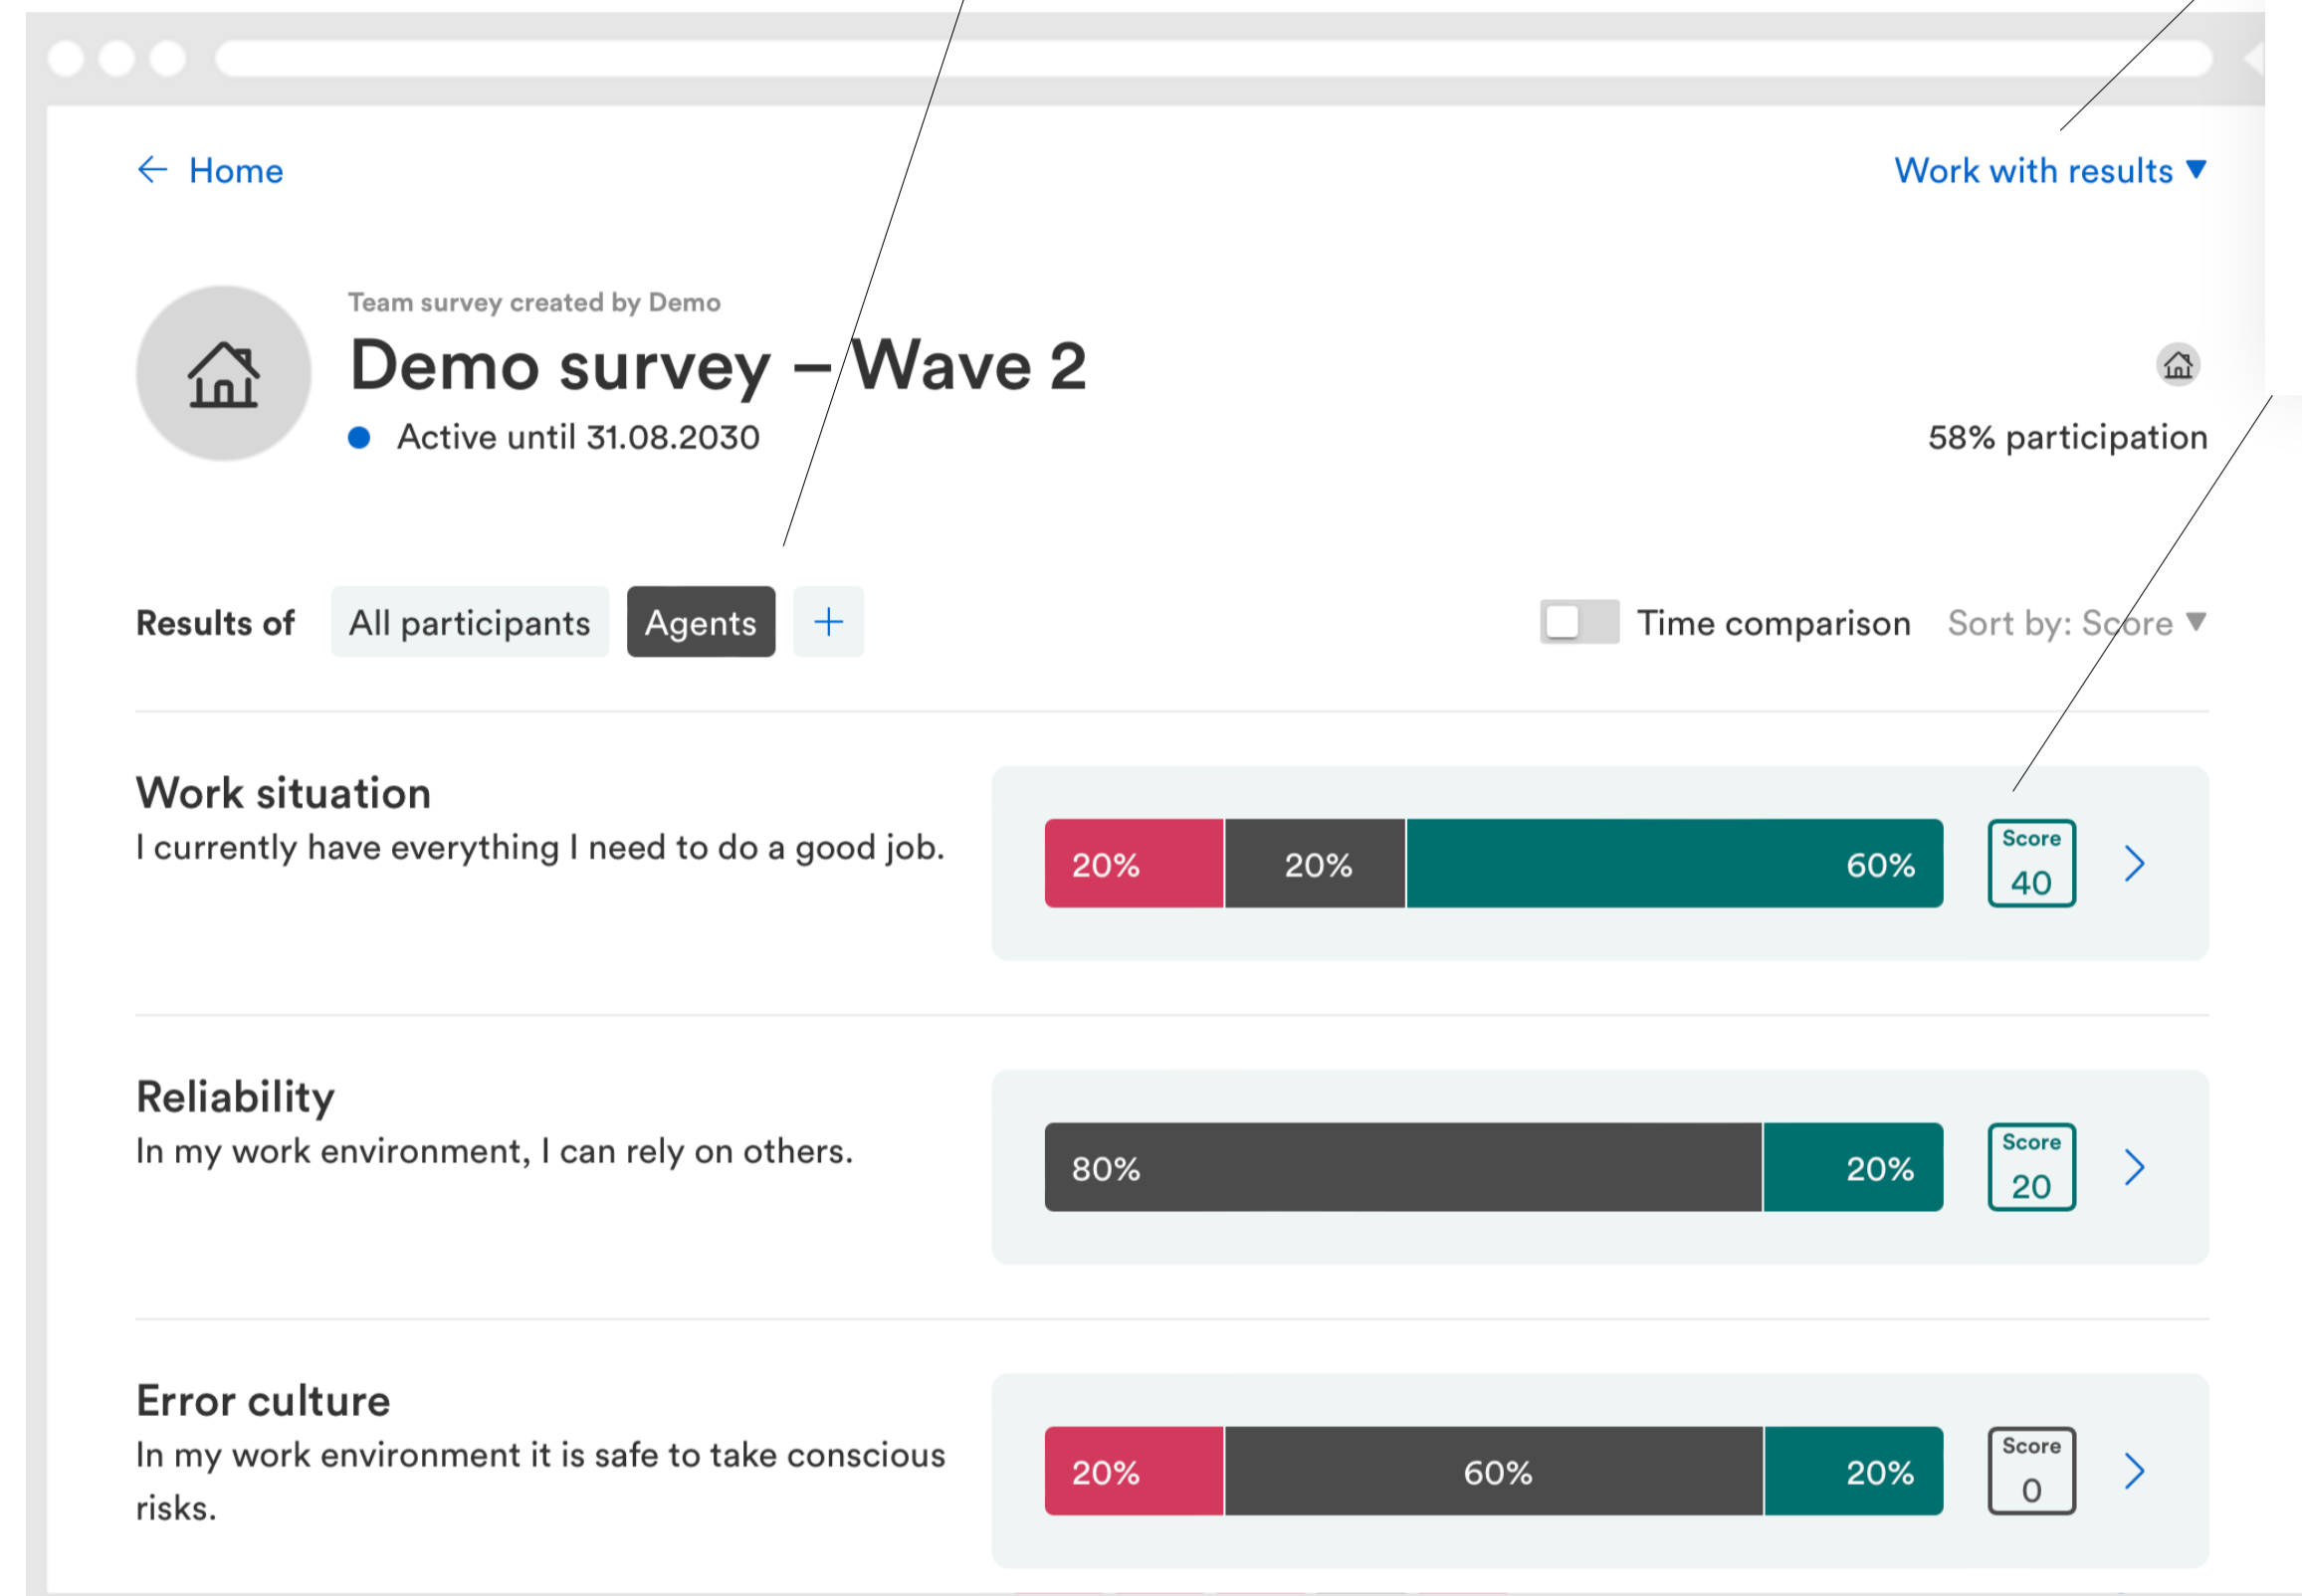 Home
Work with results
Team survey created by Demo
Demo survey – Wave 2
Active until 31.08.2030
58% participation
Results of
All participants
Agents
+
Time comparison
Sort by: Score
Work situation
I currently have everything I need to do a good job.
20% 20% 60%
Score
40
Reliability
In my work environment, I can rely on others.
80% 20%
Score
20
Error culture
In my work environment it is safe to take conscious
risks.
20% 60% 20%
Score
0